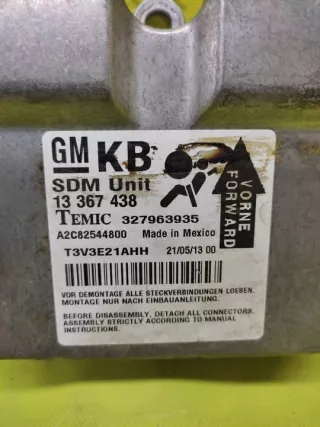 GM KB
SDM Unit
13 367 438
TEMIC 327963935
A2C82544800 Made in Mexico
T3V3E21AHH 21/05/13 00
VORNE
FORWARD
VOR DEMONTAGE ALLE STECKVERBINDUNGEN LOESEN.
MONTAGE NUR NACH EINBAUANLEITUNG.
BEFORE DISASSEMBLY, DETACH ALL CONNECTORS.
ASSEMBLY STRICTLY ACCORDING TO MANUAL
INSTRUCTIONS.